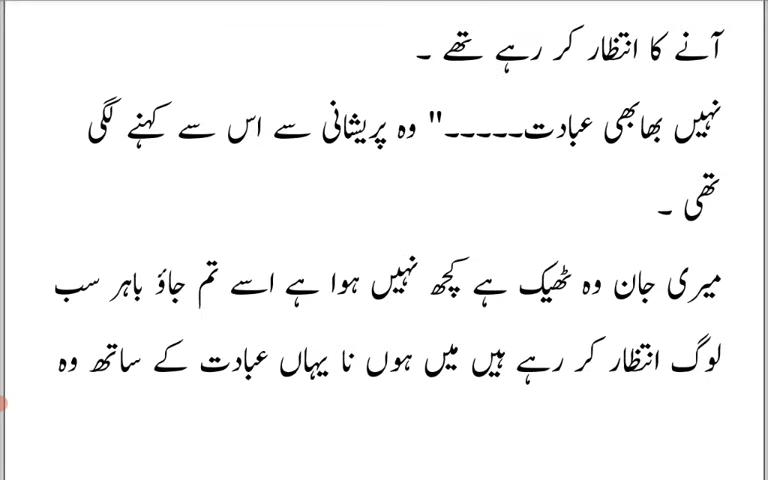 آنے کا انتظار کر رہے تھے ۔
نہیں بھابھی عبادت۔۔۔۔۔" وہ پریشانی سے اس سے کہنے لگی
تھی ۔
میری جان وہ ٹھیک ہے کچھ نہیں ہوا ہے اسے تم جاؤ باہر سب
لوگ انتظار کر رہے ہیں میں ہوں نا یہاں عبادت کے ساتھ وہ